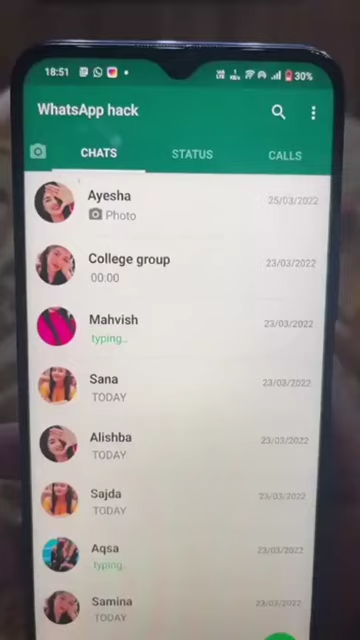 18:51 30%
WhatsApp hack
CHATS STATUS CALLS
Ayesha 25/03/2022
Photo
College group 23/03/2022
00:00
Mahvish 23/03/2022
typing...
Sana 23/03/2022
TODAY
Alishba 23/03/2022
TODAY
Sajda 23/03/2022
TODAY
Aqsa 23/03/2022
typing
Samina 23/03/2022
TODAY